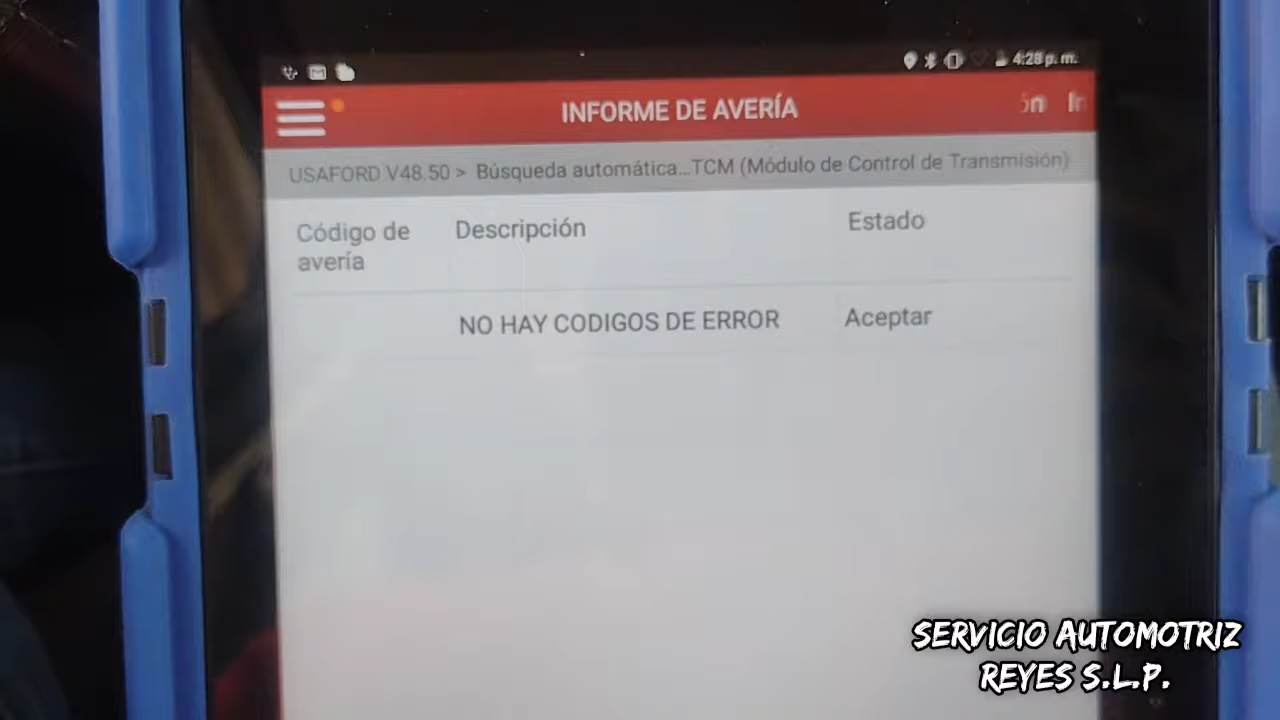 4:28 p. m.
INFORME DE AVERÍA
USAFORD V48.50 > Búsqueda automática...TCM (Módulo de Control de Transmisión)
Código de avería Descripción Estado
NO HAY CODIGOS DE ERROR Aceptar
SERVICIO AUTOMOTRIZ
REYES S.L.P.